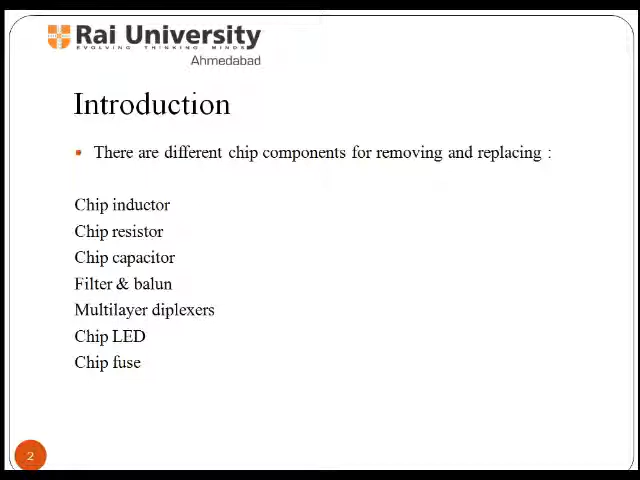 Rai University
EVOLVING THINKING MINDS
Ahmedabad
Introduction
• There are different chip components for removing and replacing :
Chip inductor
Chip resistor
Chip capacitor
Filter & balun
Multilayer diplexers
Chip LED
Chip fuse
2